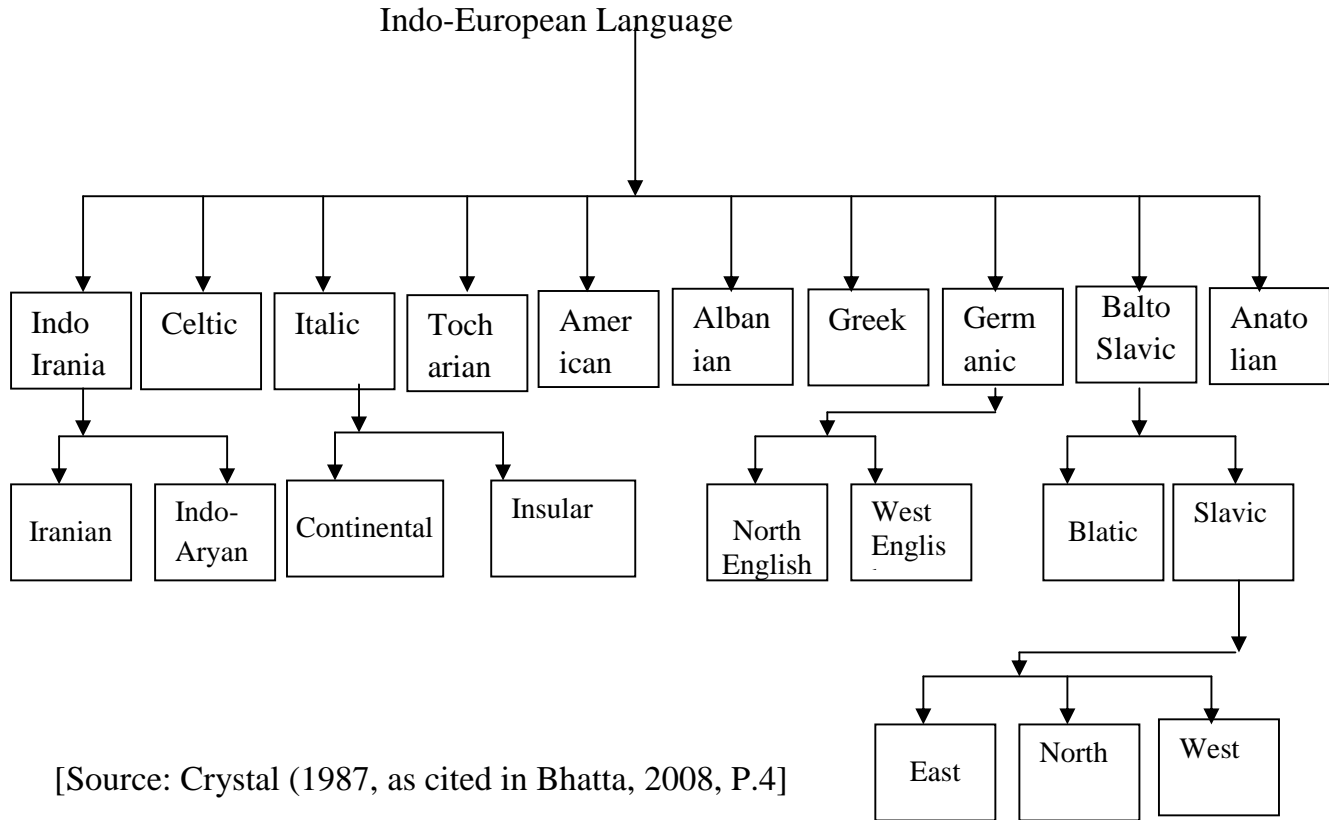 Indo-European Language
Indo
Irania
Celtic
Italic
Toch
arian
Amer
ican
Alban
ian
Greek
Germ
anic
Balto
Slavic
Anato
lian
Iranian
Indo-
Aryan
Continental
Insular
North
English
West
Englis
Blatic
Slavic
East
North
West
[Source: Crystal (1987, as cited in Bhatta, 2008, P.4]